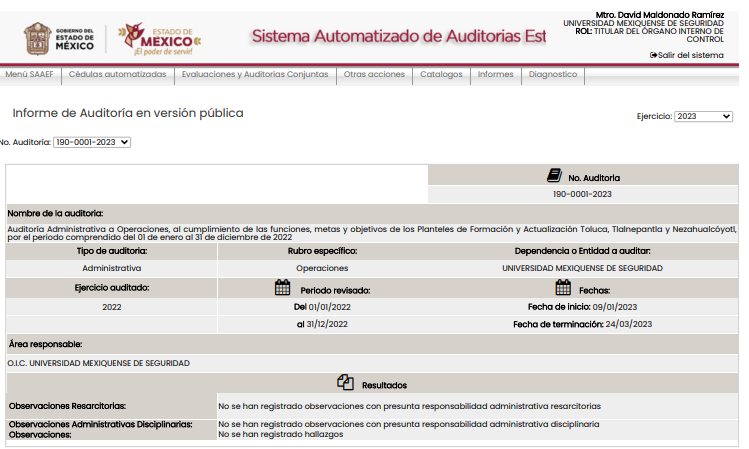 GOBIERNO DEL
ESTADO DE
MÉXICO
ESTADO DE
MÉXICO
¡El poder de servir!
Sistema Automatizado de Auditorias Est
Mtro. David Maldonado Ramírez
UNIVERSIDAD MEXIQUENSE DE SEGURIDAD
ROL: TITULAR DEL ÓRGANO INTERNO DE
CONTROL
Salir del sistema
Menú SAAEF Cédulas automatizadas Evaluaciones y Auditorias Conjuntas Otras acciones Catalogos Informes Diagnostico
Informe de Auditoría en versión pública
Ejercicio: 2023
No. Auditoría: 190-0001-2023
No. Auditoria
190-0001-2023
Nombre de la auditoria:
Auditoría Administrativa a Operaciones, al cumplimiento de las funciones, metas y objetivos de los Planteles de Formación y Actualización Toluca, Tlalnepantla y Nezahualcóyotl,
por el periodo comprendido del 01 de enero al 31 de diciembre de 2022
Tipo de auditoria: Rubro especifico: Dependencia o Entidad a auditar:
Administrativa Operaciones UNIVERSIDAD MEXIQUENSE DE SEGURIDAD
Ejercicio auditado: Periodo revisado: Fechas:
2022 Del 01/01/2022 Fecha de inicio: 09/01/2023
al 31/12/2022 Fecha de terminación: 24/03/2023
Área responsable:
O.I.C. UNIVERSIDAD MEXIQUENSE DE SEGURIDAD
Resultados
Observaciones Resarcitorias: No se han registrado observaciones con presunta responsabilidad administrativa resarcitorias
Observaciones Administrativas Disciplinarias: No se han registrado observaciones con presunta responsabilidad administrativa disciplinaria
Observaciones: No se han registrado hallazgos